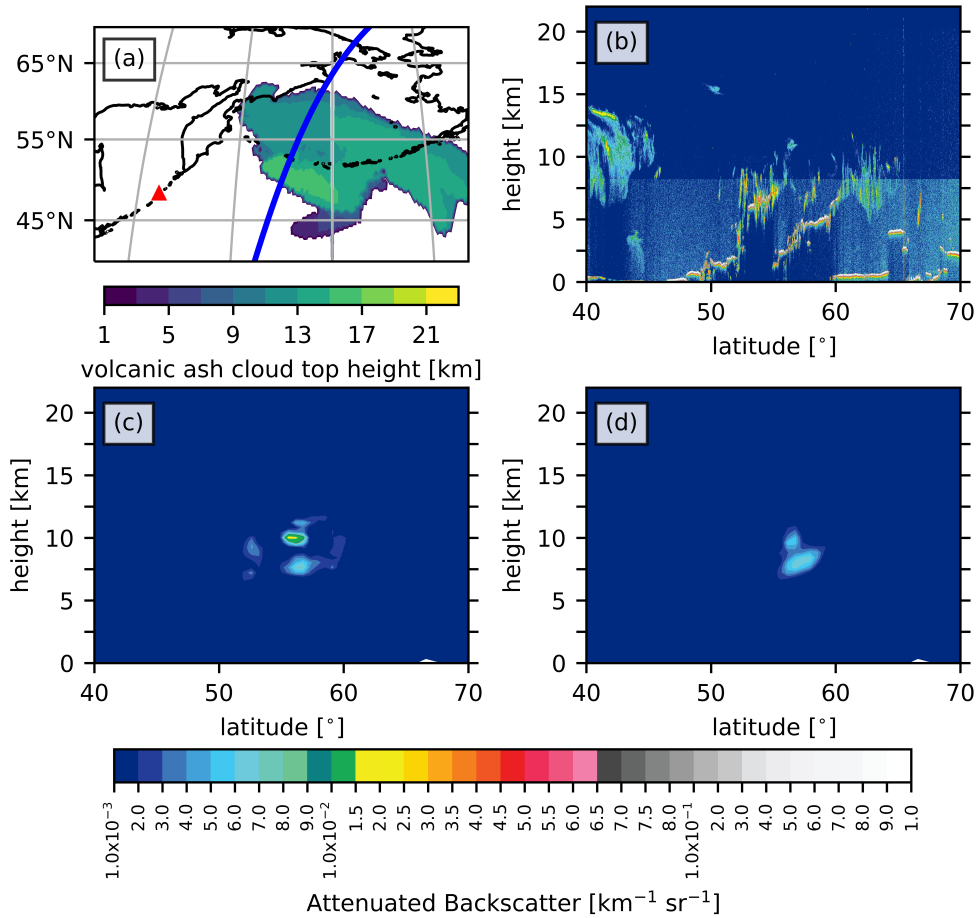 (a)
65°N
55°N
45°N
1 5 9 13 17 21
volcanic ash cloud top height [km]
(b)
height [km]
20
15
10
5
0
40 50 60 70
latitude [°]
(c)
height [km]
20
15
10
5
0
40 50 60 70
latitude [°]
(d)
height [km]
20
15
10
5
0
40 50 60 70
latitude [°]
1.0x10⁻³ 2.0 3.0 4.0 5.0 6.0 7.0 8.0 9.0 1.0x10⁻² 1.5 2.0 2.5 3.0 3.5 4.0 4.5 5.0 5.5 6.0 6.5 7.0 7.5 8.0 1.0x10⁻¹ 2.0 3.0 4.0 5.0 6.0 7.0 8.0 9.0 1.0
Attenuated Backscatter [km⁻¹ sr⁻¹]